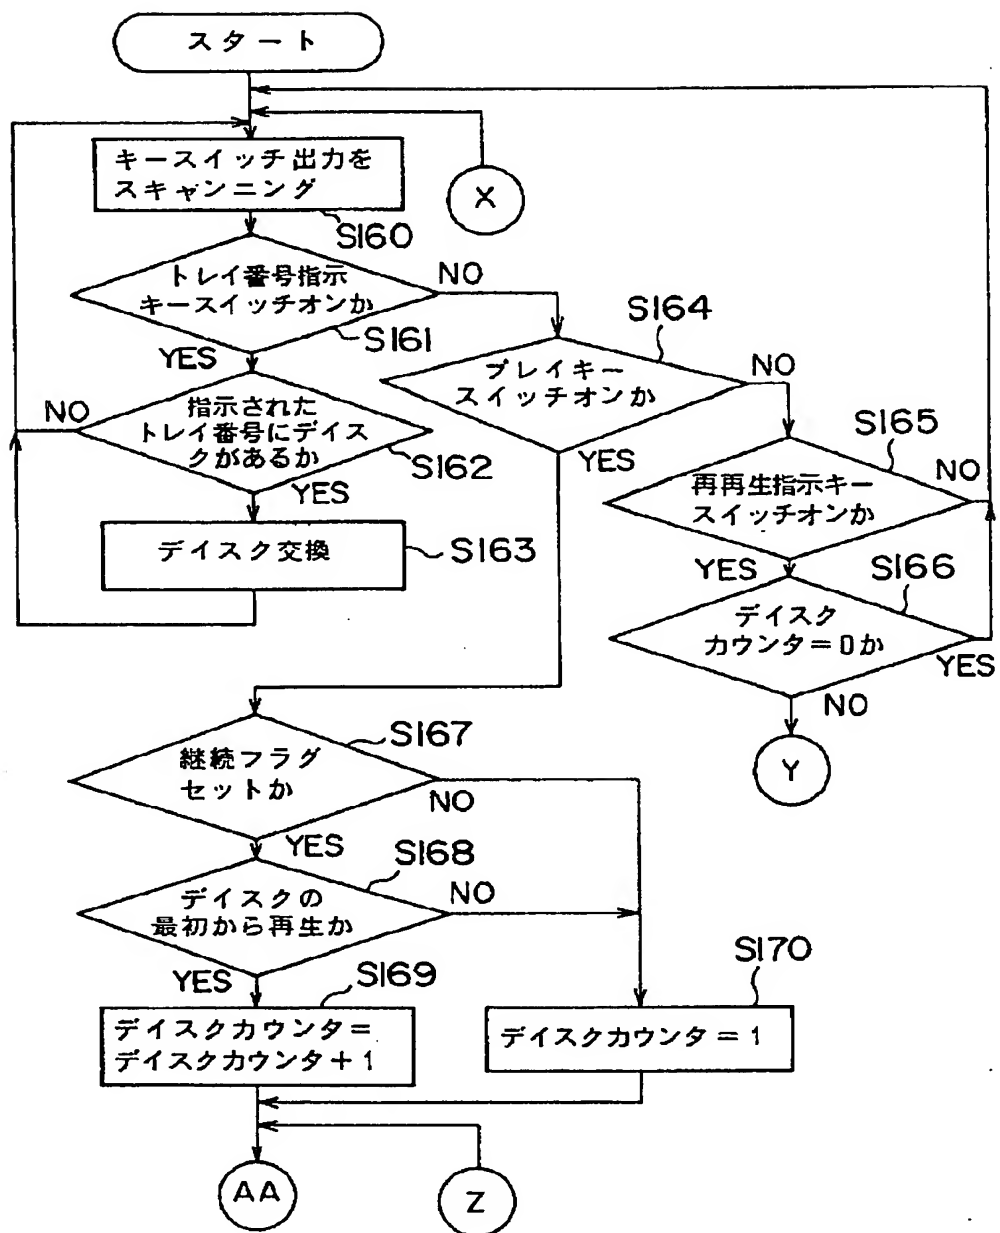 スタート
キースイッチ出力を
スキャンニング
X
S160
トレイ番号指示
キースイッチオンか
NO
S161
YES
S164
プレイキー
スイッチオンか
NO
YES
指示された
トレイ番号にデイス
クがあるか
NO
S162
YES
デイスク交換
S163
S165
再再生指示キー
スイッチオンか
NO
YES
S166
デイスク
カウンタ=0か
YES
NO
Y
S167
継続フラグ
セットか
NO
YES
S168
デイスクの
最初から再生か
NO
YES
S169
デイスクカウンタ=
デイスクカウンタ+1
S170
デイスクカウンタ=1
AA
Z